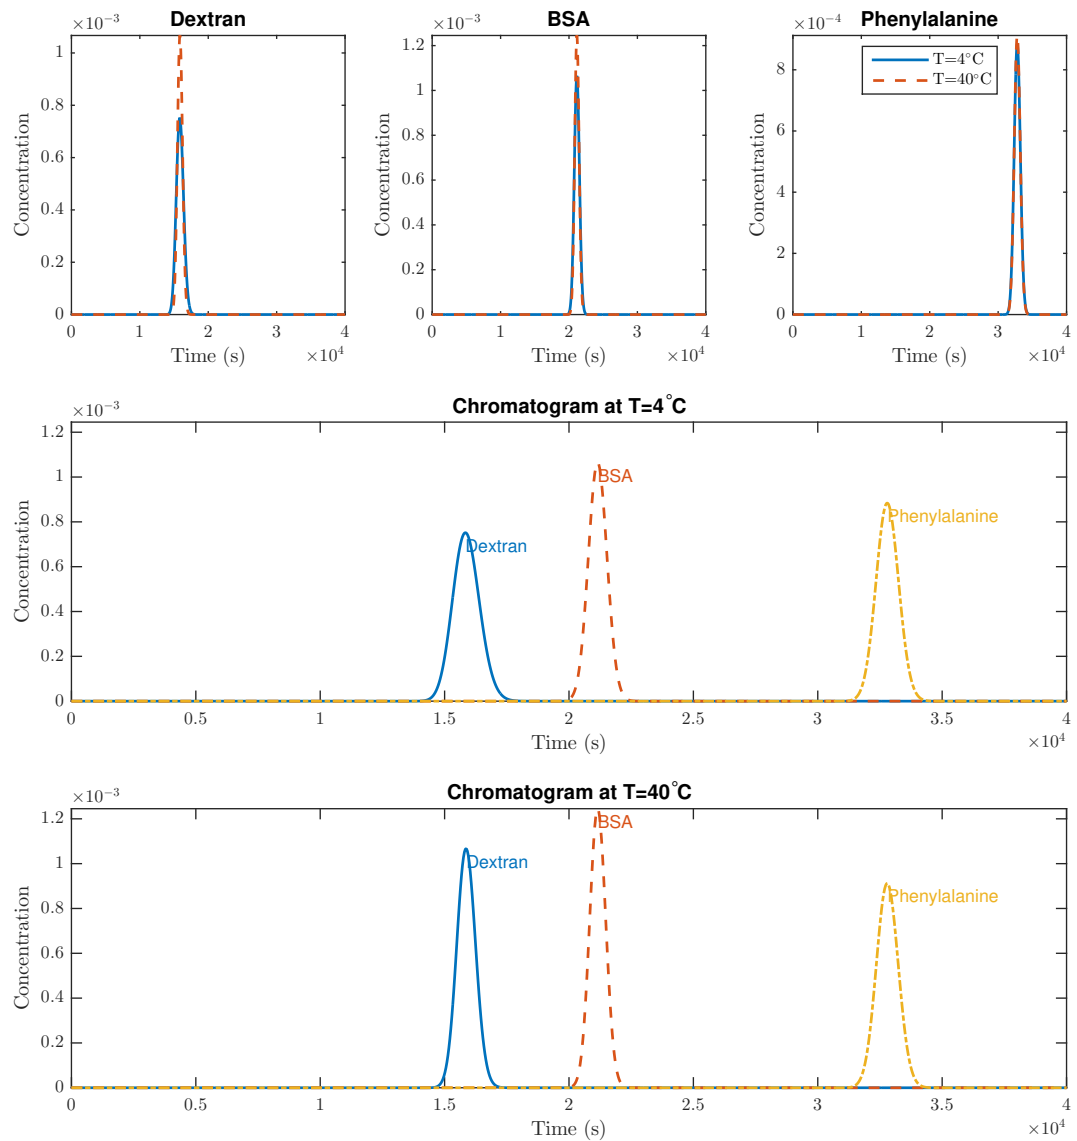 Dextran
×10⁻³
1
0.8
0.6
0.4
0.2
0
Concentration
0 1 2 3 4
Time (s)
×10⁴
BSA
×10⁻³
1.2
1
0.8
0.6
0.4
0.2
0
Concentration
0 1 2 3 4
Time (s)
×10⁴
Phenylalanine
×10⁻⁴
8
6
4
2
0
Concentration
T=4°C
T=40°C
0 1 2 3 4
Time (s)
×10⁴
Chromatogram at T=4°C
×10⁻³
1.2
1
0.8
0.6
0.4
0.2
0
Concentration
Dextran
BSA
Phenylalanine
0 0.5 1 1.5 2 2.5 3 3.5 4
Time (s)
×10⁴
Chromatogram at T=40°C
×10⁻³
1.2
1
0.8
0.6
0.4
0.2
0
Concentration
Dextran
BSA
Phenylalanine
0 0.5 1 1.5 2 2.5 3 3.5 4
Time (s)
×10⁴